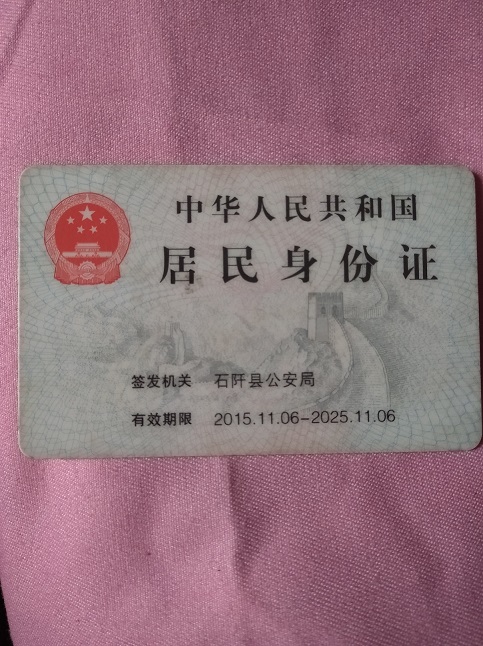 中华人民共和国
居民身份证
签发机关 石阡县公安局
有效期限 2015.11.06-2025.11.06